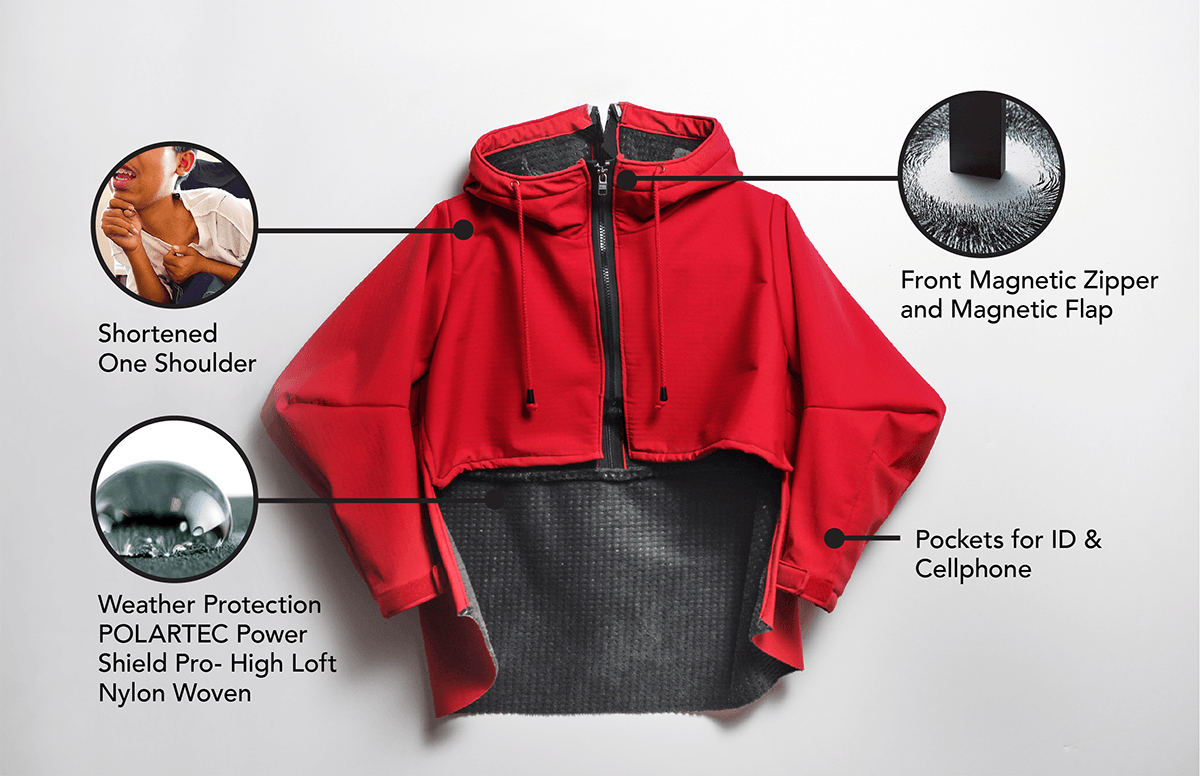 Front Magnetic Zipper
and Magnetic Flap
Shortened
One Shoulder
Pockets for ID &
Cellphone
Weather Protection
POLARTEC Power
Shield Pro- High Loft
Nylon Woven